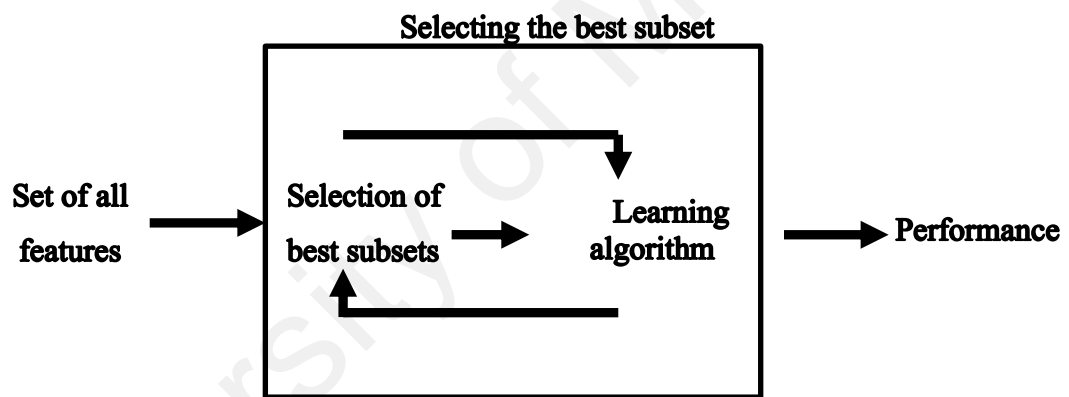 Selecting the best subset
Set of all
features
Selection of
best subsets
Learning
algorithm
Performance